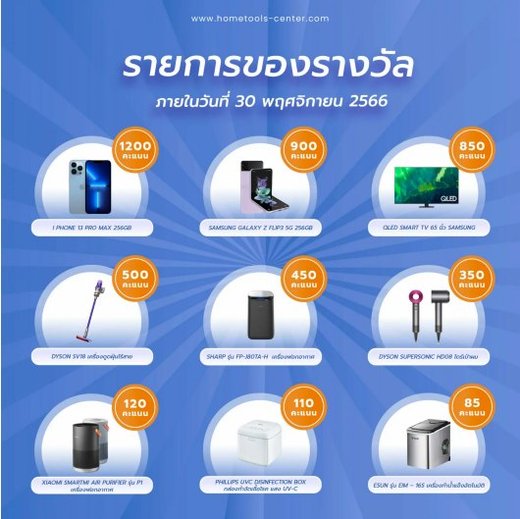 www.hometools-center.com
รายการของรางวัล
ภายในวันที่ 30 พฤศจิกายน 2566
1200
คะแนน
I PHONE 13 PRO MAX 256GB
900
คะแนน
SAMSUNG GALAXY Z FLIP3 5G 256GB
850
คะแนน
QLED
QLED SMART TV 65 นิ้ว SAMSUNG
500
คะแนน
DYSON SV18 เครื่องดูดฝุ่นไร้สาย
450
คะแนน
SHARP รุ่น FP-J80TA-H เครื่องฟอกอากาศ
350
คะแนน
DYSON SUPERSONIC HD08 ไดร์เป่าผม
120
คะแนน
XIAOMI SMARTMI AIR PURIFIER รุ่น P1
เครื่องฟอกอากาศ
110
คะแนน
PHILLIPS UVC DISINFECTION BOX
กล่องกำจัดเชื้อโรค แสง UV-C
85
คะแนน
ESUN รุ่น EIM - 16S เครื่องทำน้ำแข็งอัตโนมัติ